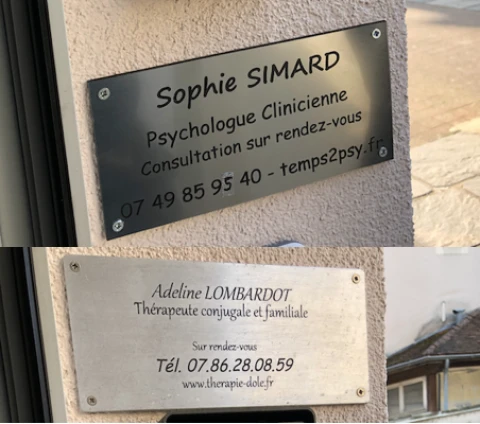 Sophie SIMARD
Psychologue Clinicienne
Consultation sur rendez-vous
07 49 85 95 40 - temps2psy.fr
Adeline LOMBARDOT
Thérapeute conjugale et familiale
Sur rendez-vous
Tél. 07.86.28.08.59
www.therapie-dole.fr